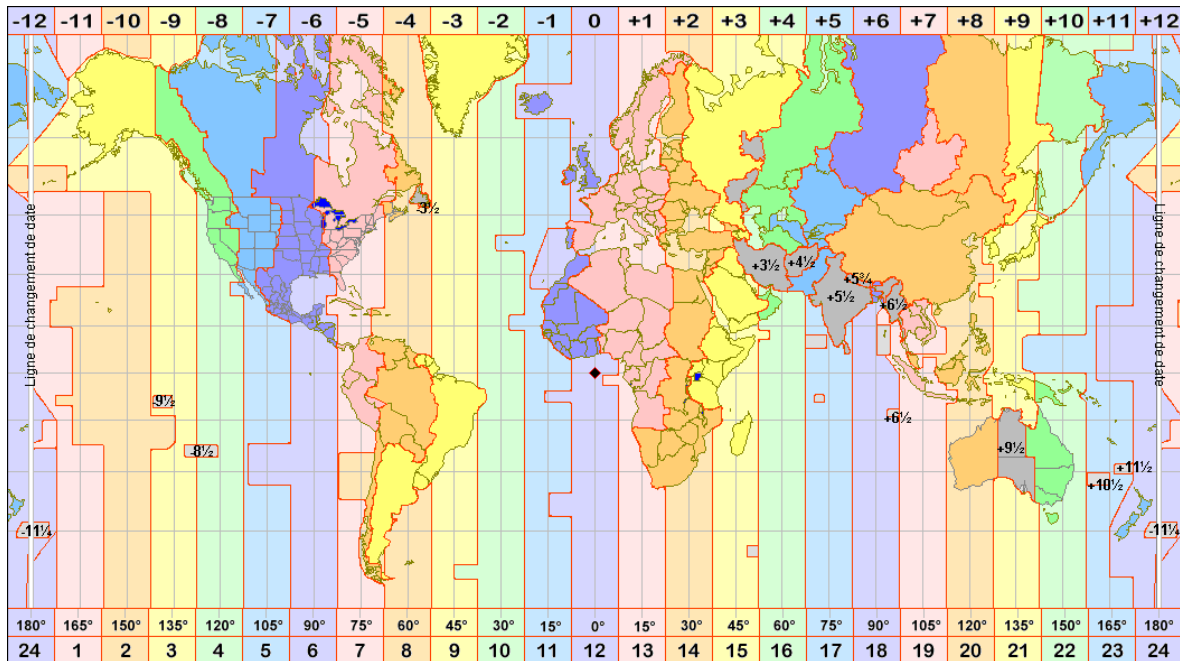 -12 -11 -10 -9 -8 -7 -6 -5 -4 -3 -2 -1 0 +1 +2 +3 +4 +5 +6 +7 +8 +9 +10 +11 +12
-3½
Ligne de changement de date
Ligne de changement de date
+3½
+4½
+5¾
+5½
+6½
-9½
+6½
-8½
+9½
+11½
+10½
-11¼
-11¼
180° 165° 150° 135° 120° 105° 90° 75° 60° 45° 30° 15° 0° 15° 30° 45° 60° 75° 90° 105° 120° 135° 150° 165° 180°
24 1 2 3 4 5 6 7 8 9 10 11 12 13 14 15 16 17 18 19 20 21 22 23 24